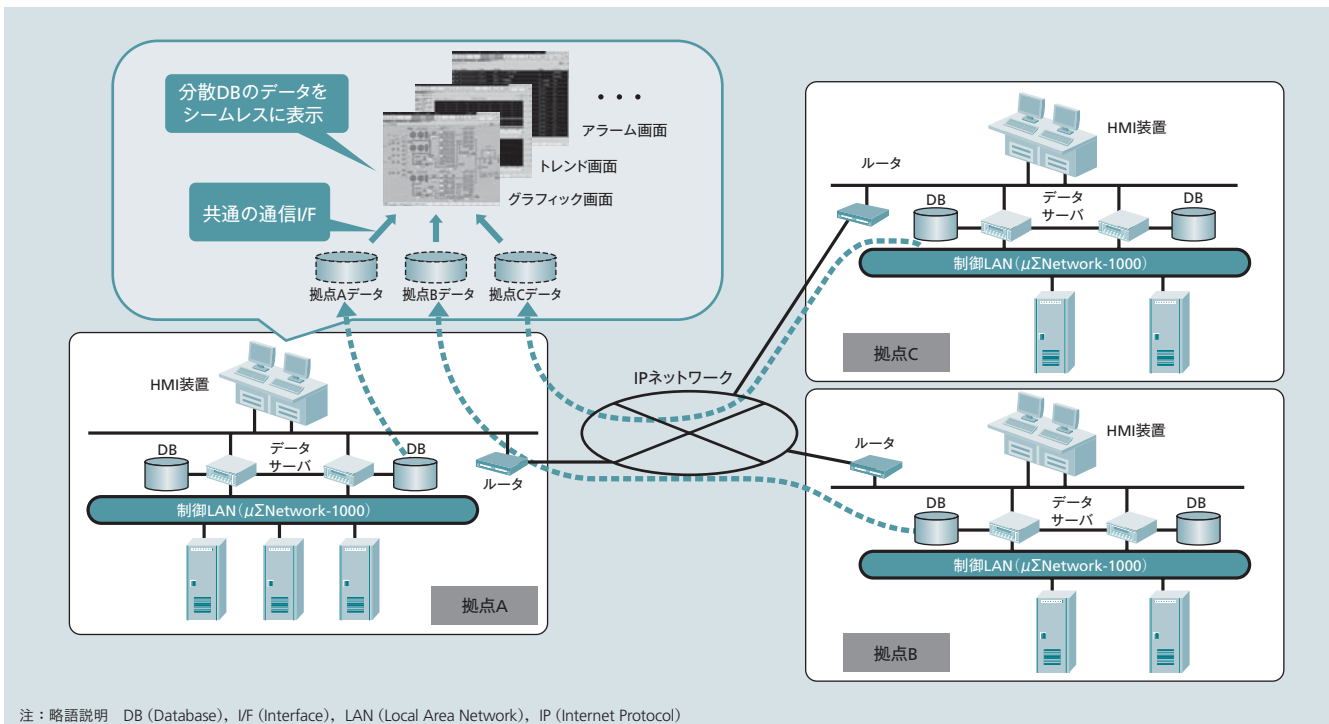 分散DBのデータを
シームレスに表示
共通の通信I/F
・・・
アラーム画面
トレンド画面
グラフィック画面
拠点Aデータ
拠点Bデータ
拠点Cデータ
HMI装置
DB
データ
サーバ
DB
ルータ
制御LAN（μΣNetwork-1000）
拠点A
IPネットワーク
HMI装置
ルータ
DB
データ
サーバ
DB
制御LAN（μΣNetwork-1000）
拠点C
HMI装置
ルータ
DB
データ
サーバ
DB
制御LAN（μΣNetwork-1000）
拠点B
注：略語説明　DB（Database），I/F（Interface），LAN（Local Area Network），IP（Internet Protocol）